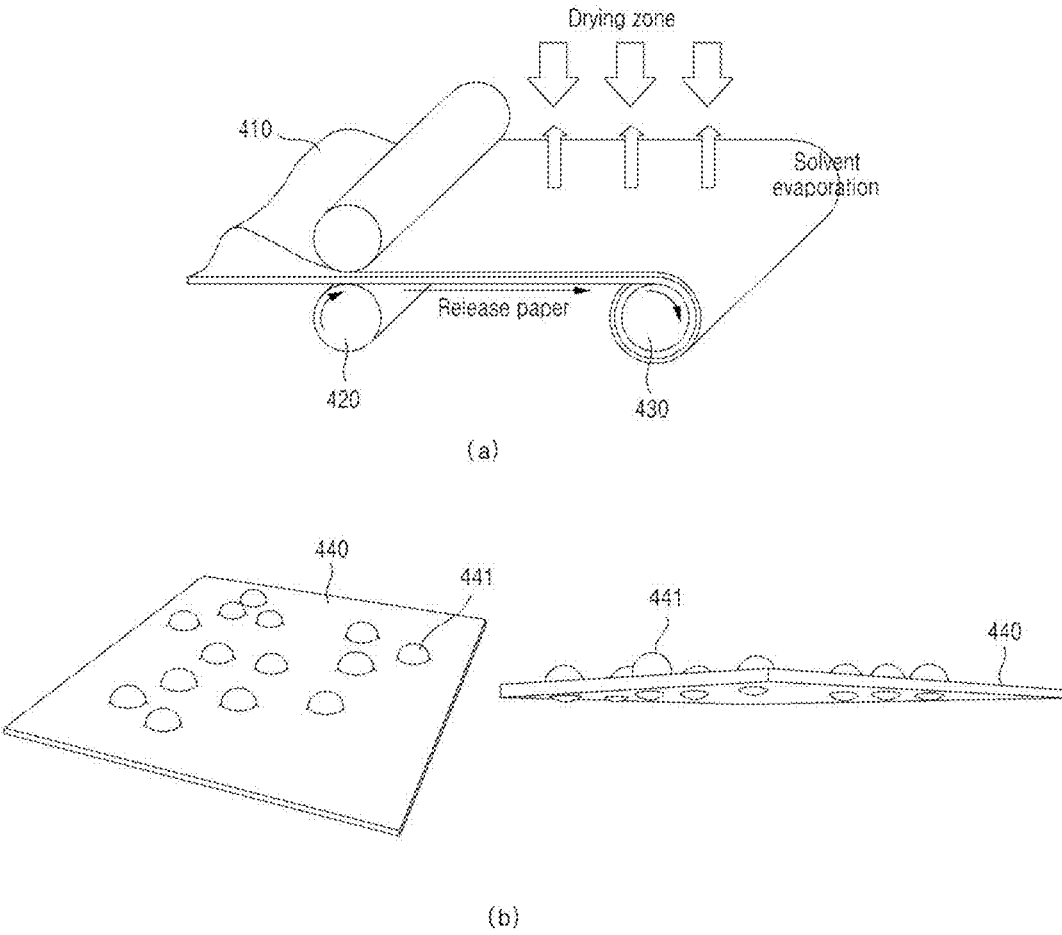 Drying zone
410
Solvent
evaporation
Release paper
420
430
(a)
440
441
441
440
(b)